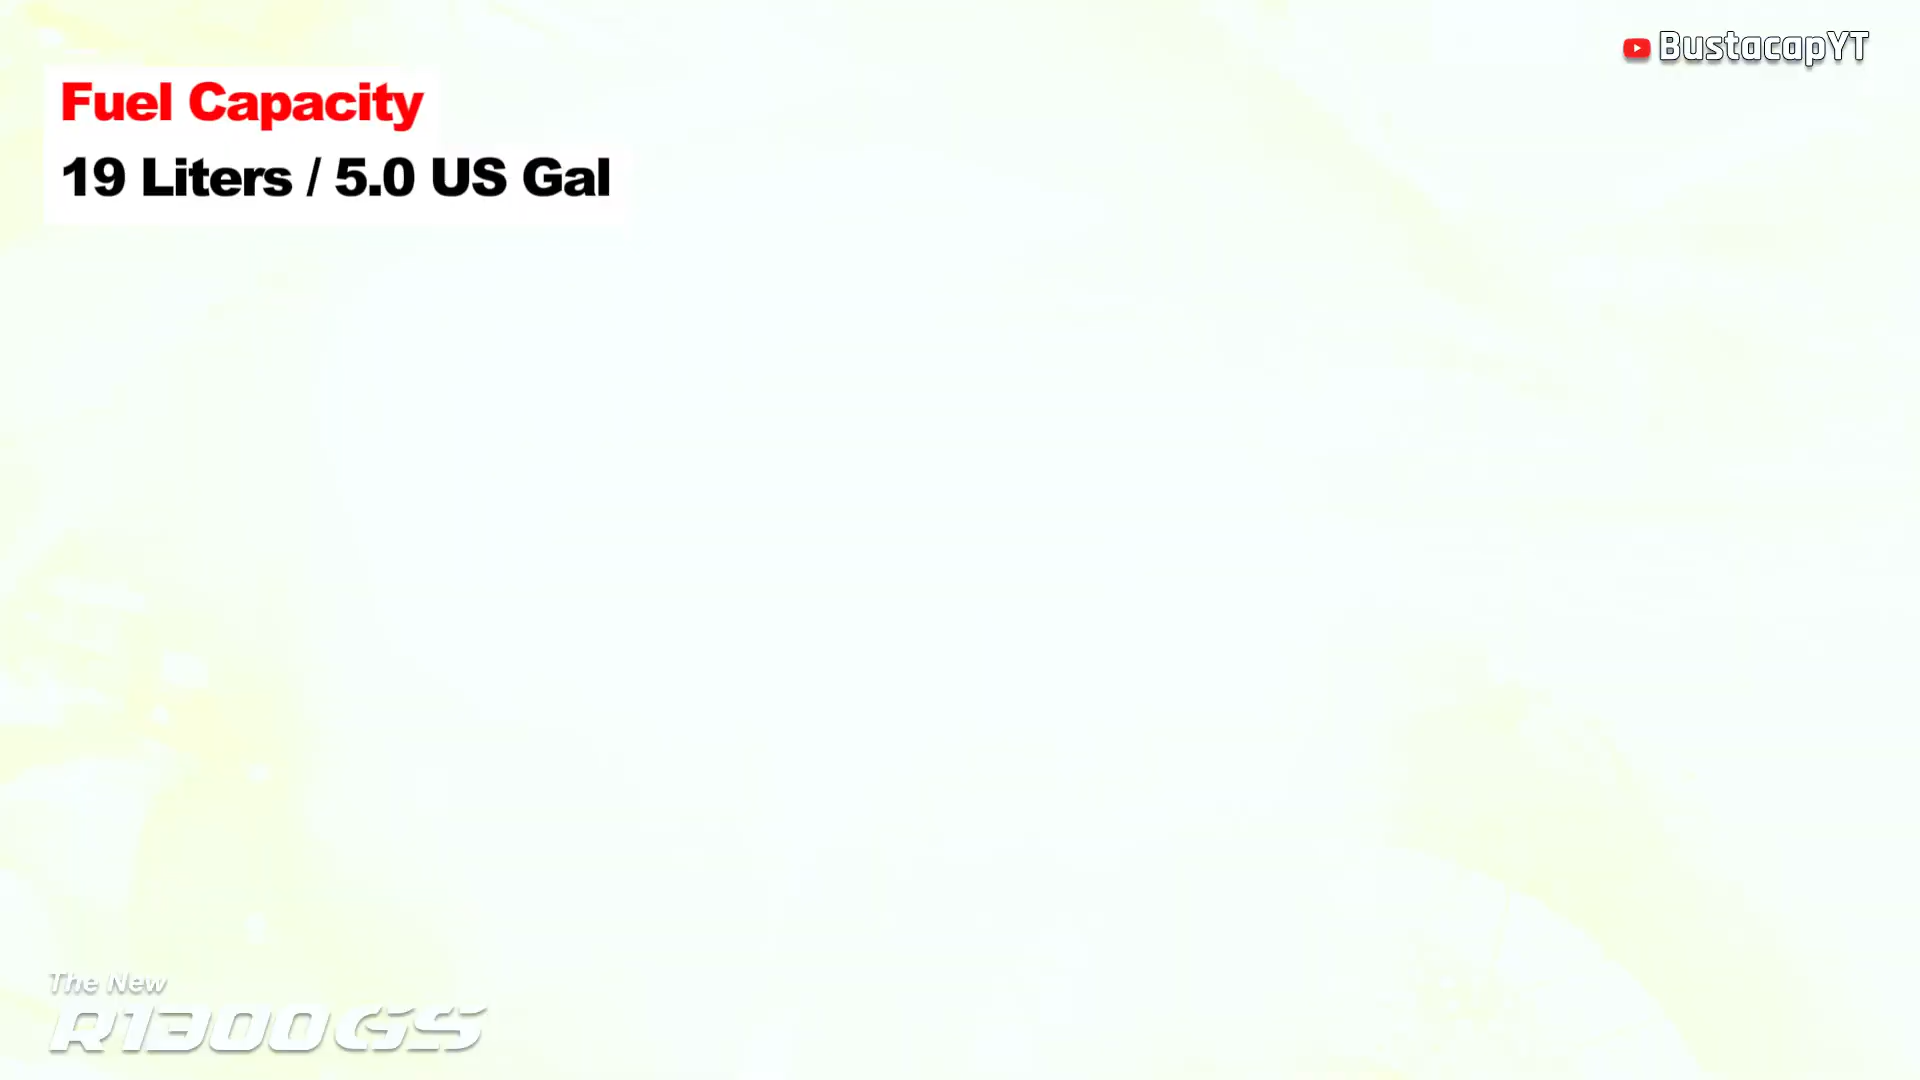 BustacapYT
Fuel Capacity
19 Liters / 5.0 US Gal
The New
R1300GS